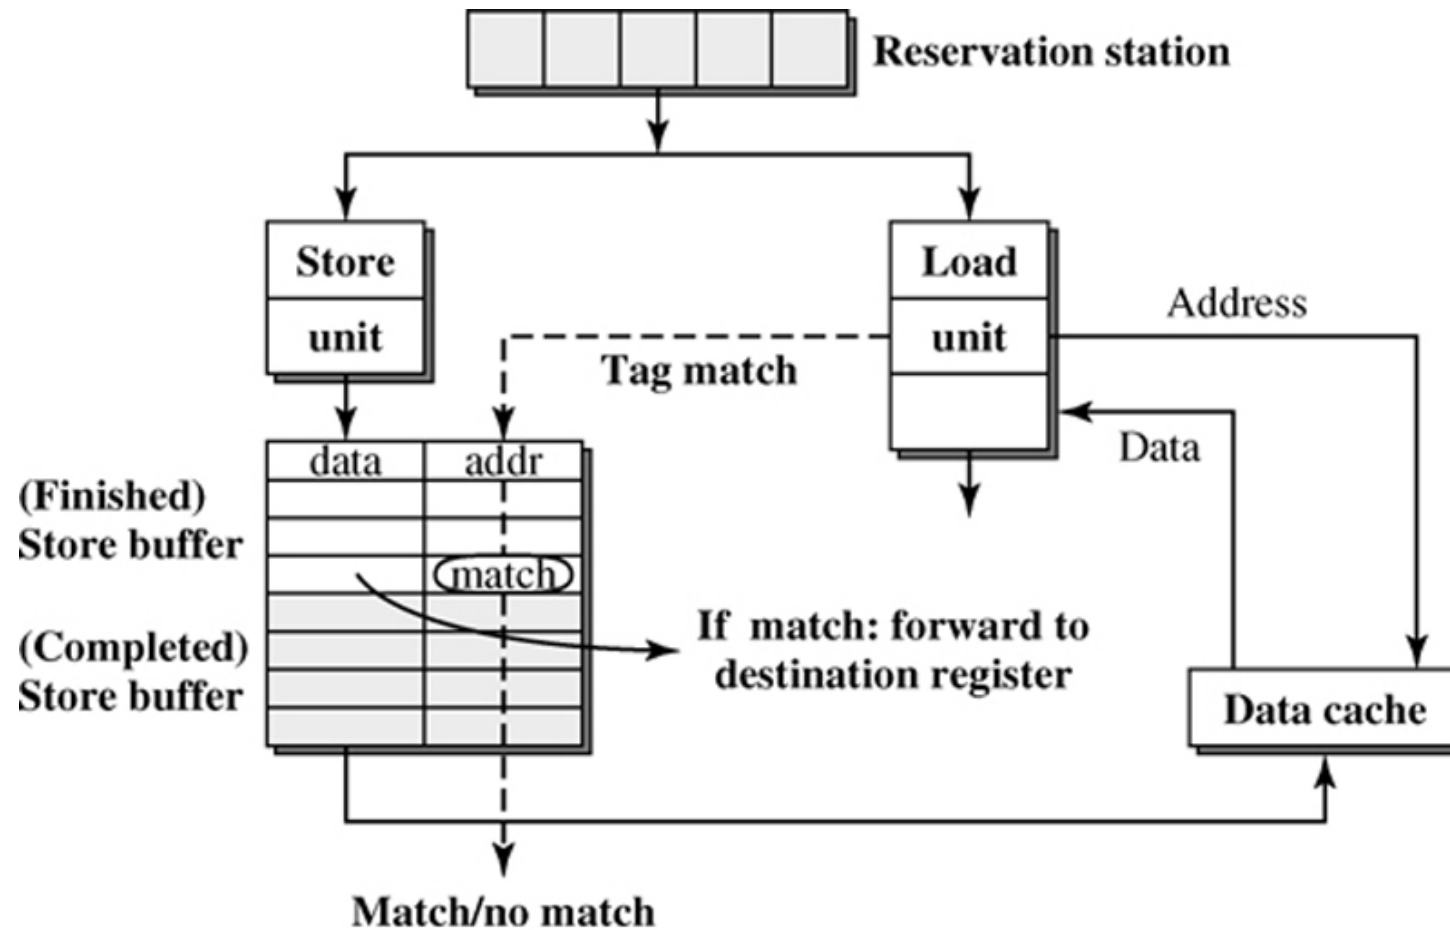 Reservation station
Store
unit
Load
unit
Address
Tag match
Data
data addr
(Finished)
Store buffer
match
If match: forward to
destination register
(Completed)
Store buffer
Data cache
Match/no match